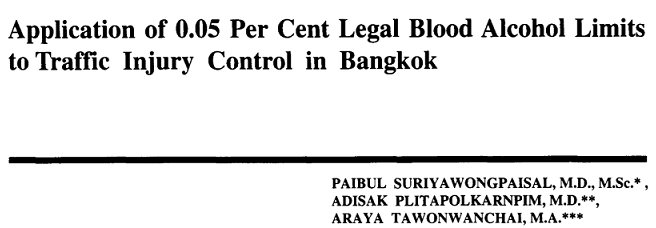 Application of 0.05 Per Cent Legal Blood Alcohol Limits
to Traffic Injury Control in Bangkok
PAIBUL SURIYAWONGPAISAL, M.D., M.Sc.* ,
ADISAK PLITAPOLKARNPIM, M.D.**,
ARAYA TAWONWANCHAI, M.A.***